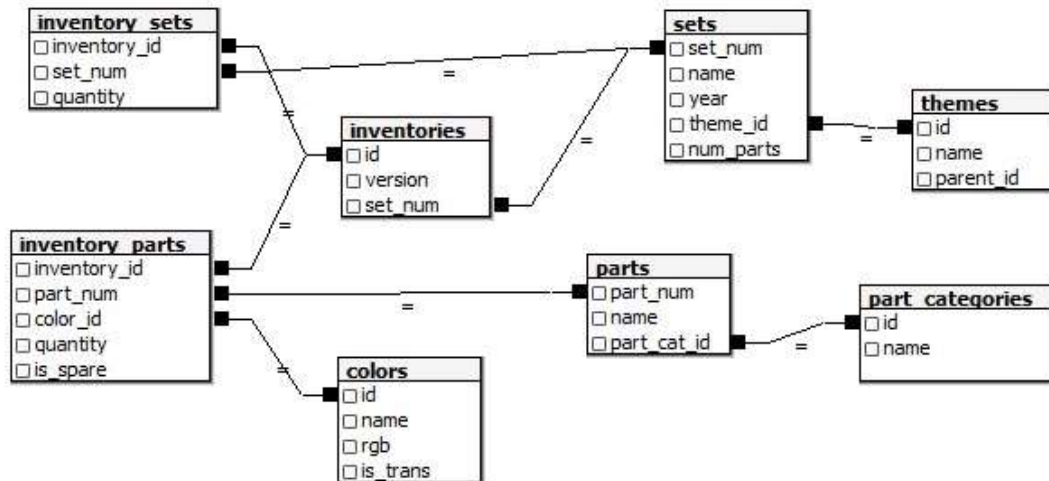 inventory_sets
inventory_id
set_num
quantity
sets
set_num
name
year
theme_id
num_parts
themes
id
name
parent_id
inventories
id
version
set_num
inventory_parts
inventory_id
part_num
color_id
quantity
is_spare
parts
part_num
name
part_cat_id
part_categories
id
name
colors
id
name
rgb
is_trans
=
=
=
=
=
=
=
=